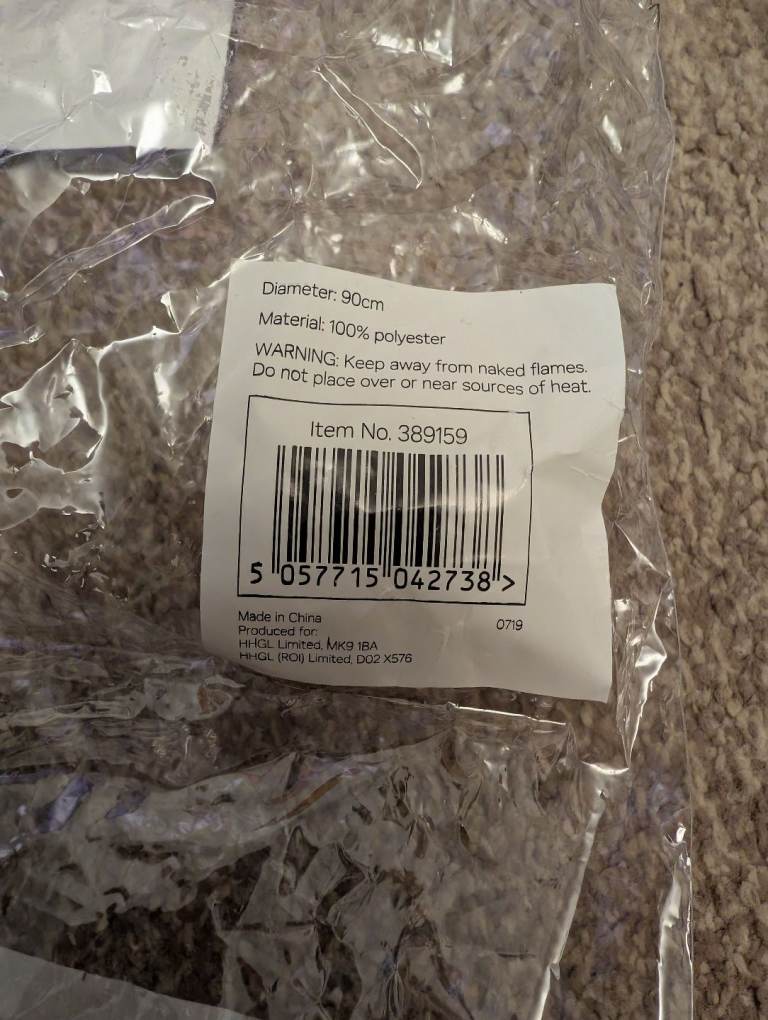 Diameter: 90cm
Material: 100% polyester
WARNING: Keep away from naked flames.
Do not place over or near sources of heat.
Item No. 389159
5 057715 042738 >
Made in China
0719
Produced for:
HHGL Limited, MK9 1BA
HHGL (ROI) Limited, D02 X576